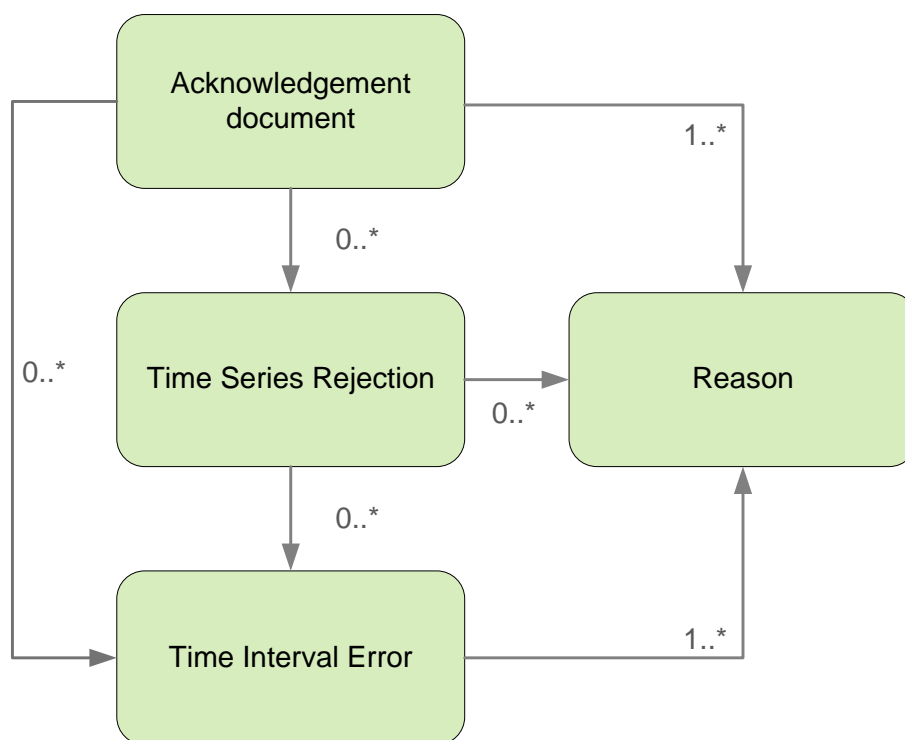 Acknowledgement
document
1..*
0..*
0..*
Time Series Rejection
Reason
0..*
0..*
Time Interval Error
1..*